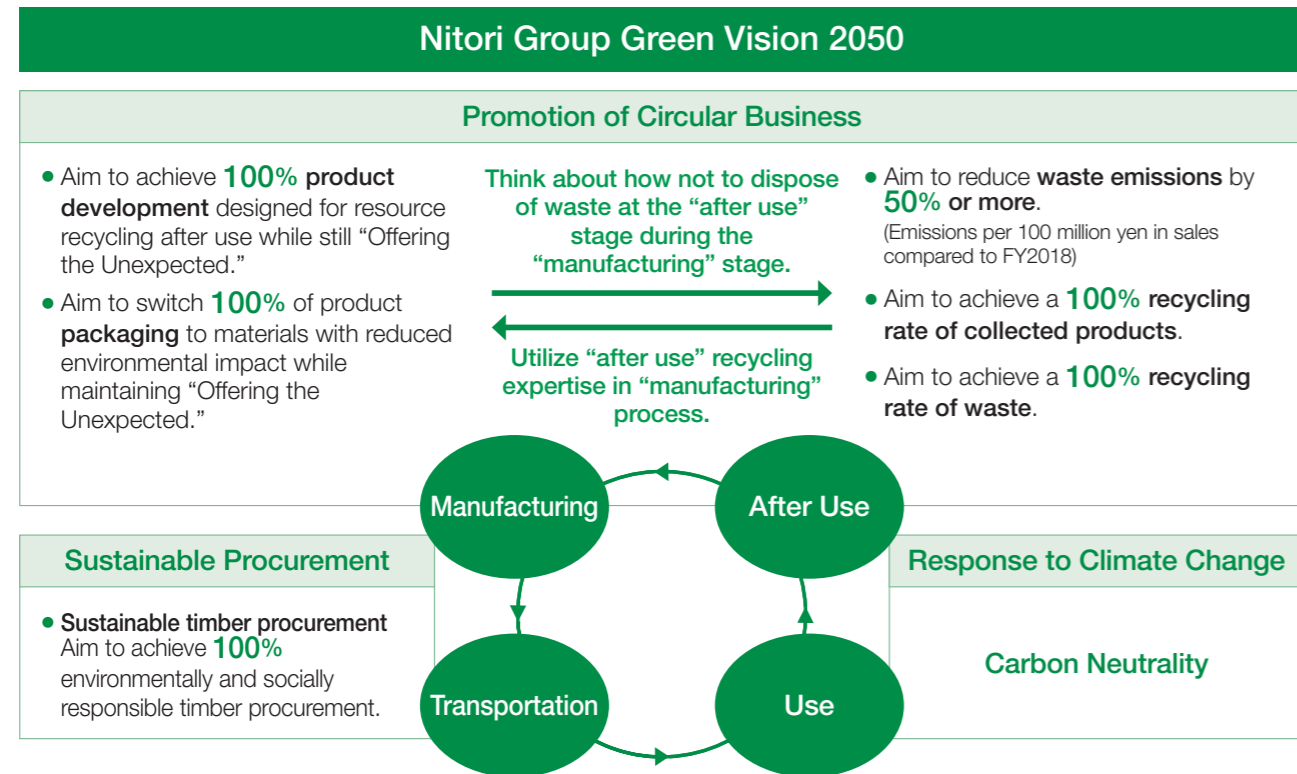 Nitori Group Green Vision 2050
Promotion of Circular Business
• Aim to achieve 100% product
development designed for resource
recycling after use while still “Offering
the Unexpected.”
• Aim to switch 100% of product
packaging to materials with reduced
environmental impact while
maintaining “Offering the
Unexpected.”
Think about how not to dispose
of waste at the “after use”
stage during the
“manufacturing” stage.
Utilize “after use” recycling
expertise in “manufacturing”
process.
• Aim to reduce waste emissions by
50% or more.
(Emissions per 100 million yen in sales
compared to FY2018)
• Aim to achieve a 100% recycling
rate of collected products.
• Aim to achieve a 100% recycling
rate of waste.
Manufacturing
After Use
Transportation
Use
Sustainable Procurement
• Sustainable timber procurement
Aim to achieve 100%
environmentally and socially
responsible timber procurement.
Response to Climate Change
Carbon Neutrality